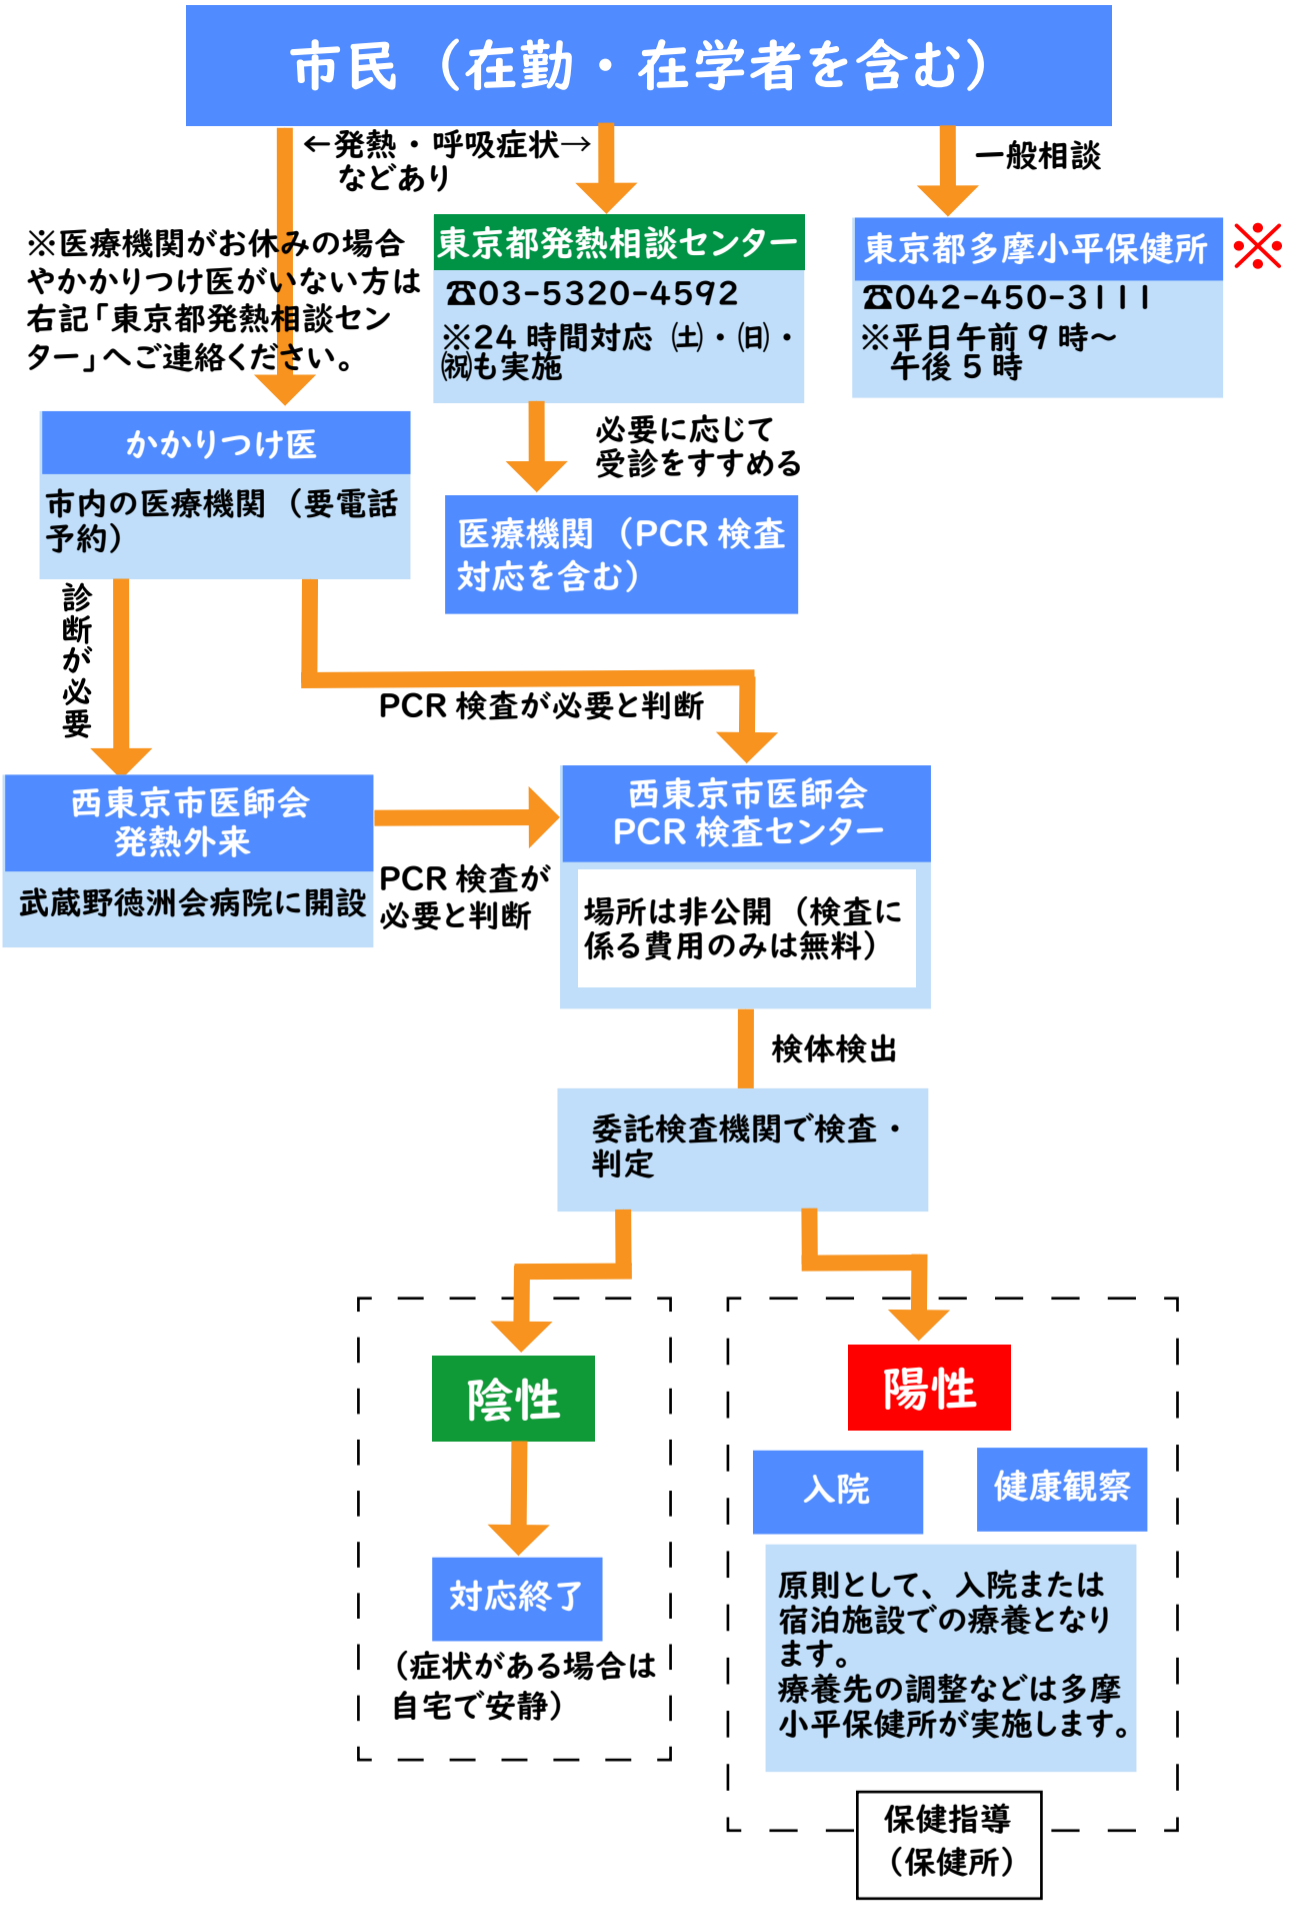 市民（在勤・在学者を含む）
←発熱・呼吸症状→
などあり
一般相談
※医療機関がお休みの場合
やかかりつけ医がいない方は
右記「東京都発熱相談セン
ター」へご連絡ください。
東京都発熱相談センター
☎03-5320-4592
※24時間対応 ㈯・㈰・
㈷も実施
東京都多摩小平保健所
※
☎042-450-3111
※平日午前9時～
午後5時
必要に応じて
受診をすすめる
かかりつけ医
市内の医療機関（要電話
予約）
医療機関（PCR検査
対応を含む）
診断が必要
PCR検査が必要と判断
西東京市医師会
発熱外来
武蔵野徳洲会病院に開設
PCR検査が
必要と判断
西東京市医師会
PCR検査センター
場所は非公開（検査に
係る費用のみは無料）
検体検出
委託検査機関で検査・
判定
陰性
対応終了
（症状がある場合は
自宅で安静）
陽性
入院
健康観察
原則として、入院または
宿泊施設での療養となり
ます。
療養先の調整などは多摩
小平保健所が実施します。
保健指導
（保健所）